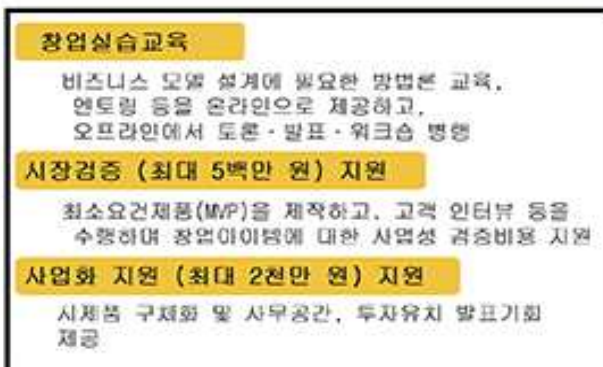 창업실습교육
비즈니스 모델 설계에 필요한 방법론 교육,
멘토링 등을 온라인으로 제공하고,
오프라인에서 토론·발표·워크숍 병행
시장검증 (최대 5백만 원) 지원
최소요건제품(MVP)을 제작하고, 고객 인터뷰 등을
수행하며 창업아이템에 대한 사업성 검증비용 지원
사업화 지원 (최대 2천만 원) 지원
시제품 구체화 및 사무공간, 투자유치 발표기회
제공